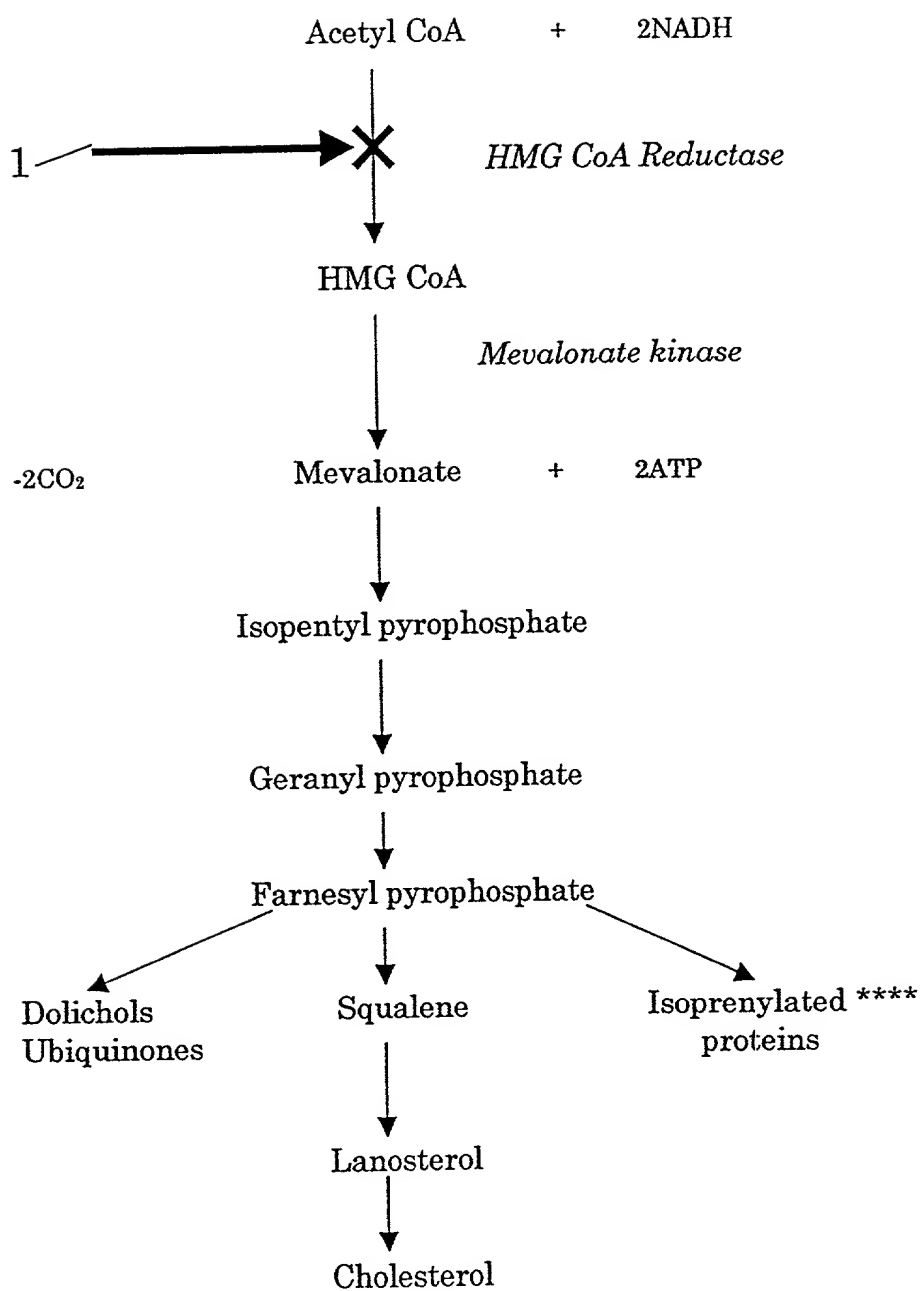 Acetyl CoA + 2NADH
1
HMG CoA Reductase
HMG CoA
Mevalonate kinase
-2CO₂ Mevalonate + 2ATP
Isopentyl pyrophosphate
Geranyl pyrophosphate
Farnesyl pyrophosphate
Dolichols
Ubiquinones
Squalene
Isoprenylated ****
proteins
Lanosterol
Cholesterol